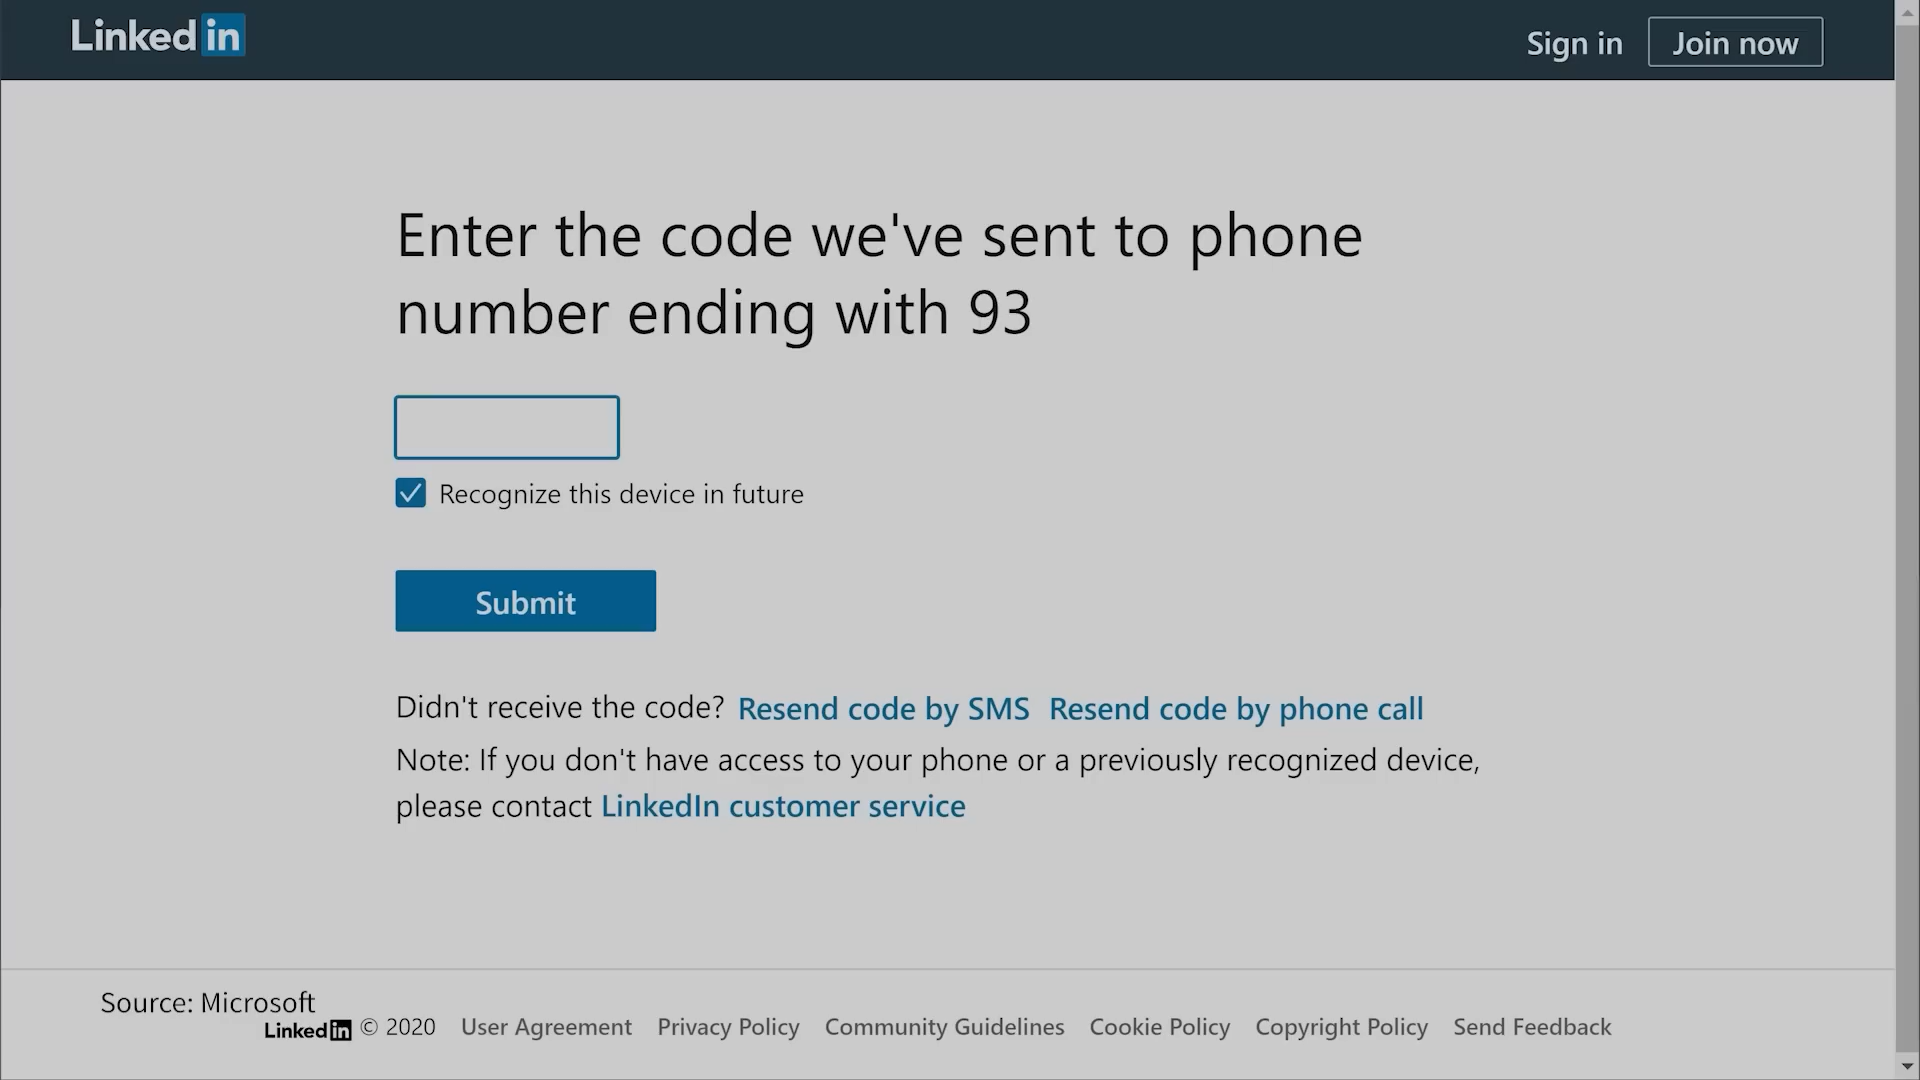 LinkedIn
Sign in
Join now
Enter the code we've sent to phone
number ending with 93
Recognize this device in future
Submit
Didn't receive the code? Resend code by SMS Resend code by phone call
Note: If you don't have access to your phone or a previously recognized device,
please contact LinkedIn customer service
Source: Microsoft
LinkedIn © 2020 User Agreement Privacy Policy Community Guidelines Cookie Policy Copyright Policy Send Feedback